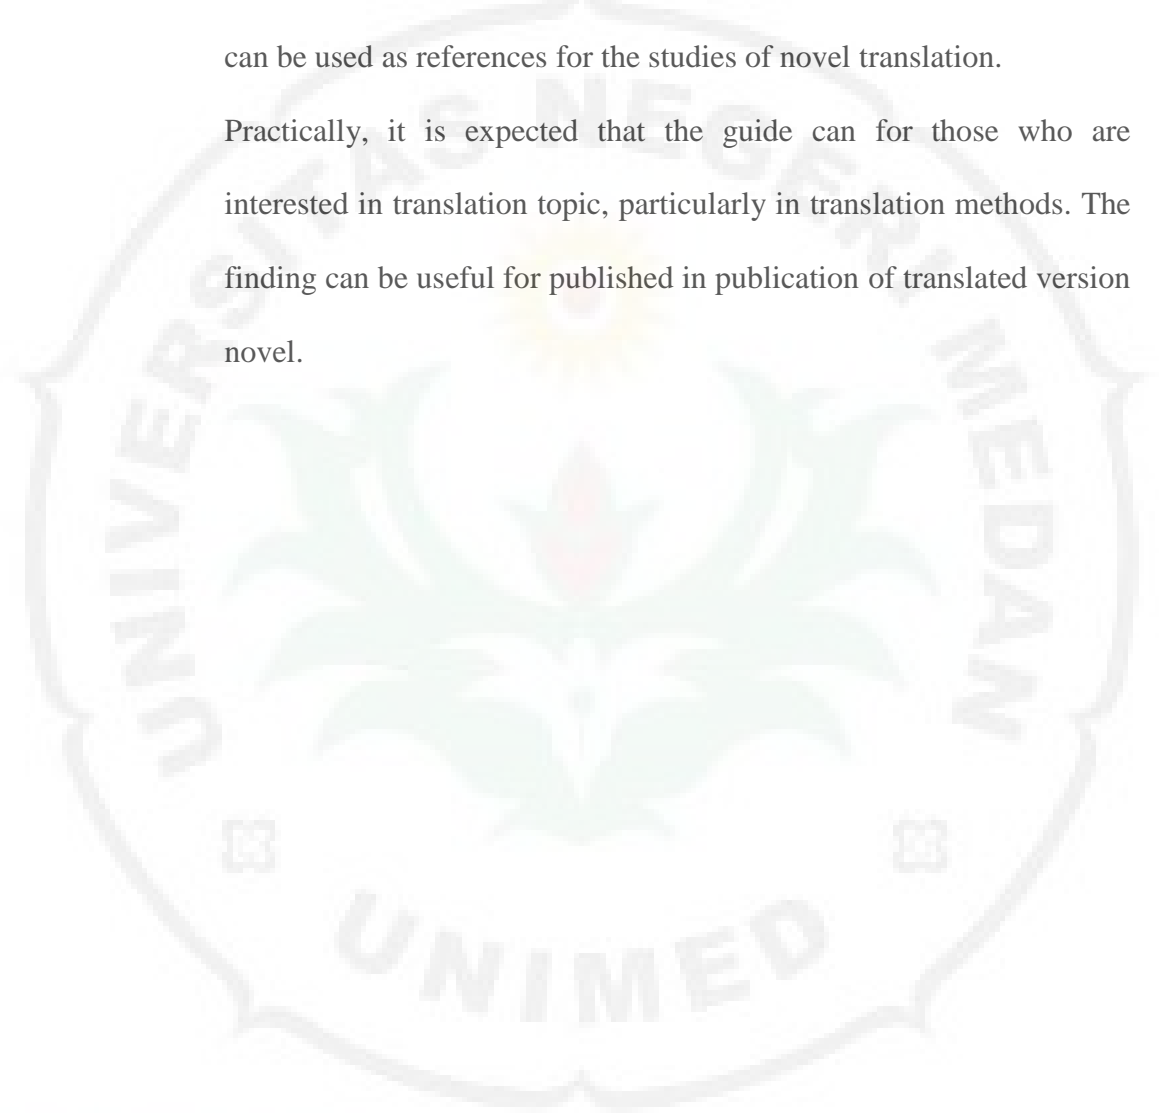 can be used as references for the studies of novel translation.
Practically, it is expected that the guide can for those who are
interested in translation topic, particularly in translation methods. The
finding can be useful for published in publication of translated version
novel.
UNIVERSITAS NEGERI MEDAN
UNIMED